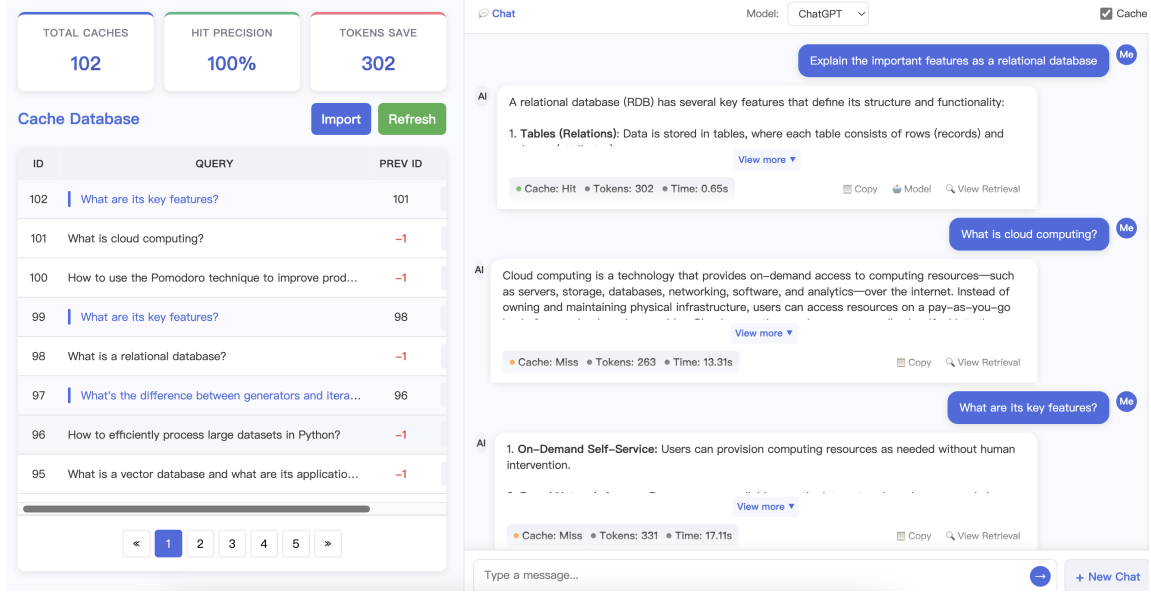 TOTAL CACHES
102
HIT PRECISION
100%
TOKENS SAVE
302
Cache Database
Import
Refresh
ID QUERY PREV ID
102 What are its key features? 101
101 What is cloud computing? -1
100 How to use the Pomodoro technique to improve prod... -1
99 What are its key features? 98
98 What is a relational database? -1
97 What's the difference between generators and itera... 96
96 How to efficiently process large datasets in Python? -1
95 What is a vector database and what are its applicatio... -1
« 1 2 3 4 5 »
Chat
Model: ChatGPT
Cache
Explain the important features as a relational database
Me
AI
A relational database (RDB) has several key features that define its structure and functionality:
1. Tables (Relations): Data is stored in tables, where each table consists of rows (records) and
View more ▼
Cache: Hit Tokens: 302 Time: 0.65s
Copy Model View Retrieval
What is cloud computing?
Me
AI
Cloud computing is a technology that provides on-demand access to computing resources—such
as servers, storage, databases, networking, software, and analytics—over the internet. Instead of
owning and maintaining physical infrastructure, users can access resources on a pay-as-you-go
View more ▼
Cache: Miss Tokens: 263 Time: 13.31s
Copy View Retrieval
What are its key features?
Me
AI
1. On-Demand Self-Service: Users can provision computing resources as needed without human
intervention.
View more ▼
Cache: Miss Tokens: 331 Time: 17.11s
Copy View Retrieval
Type a message...
→
+ New Chat